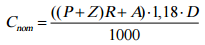 C_nom = ((P + Z)R + A) · 1,18 · D / 1000